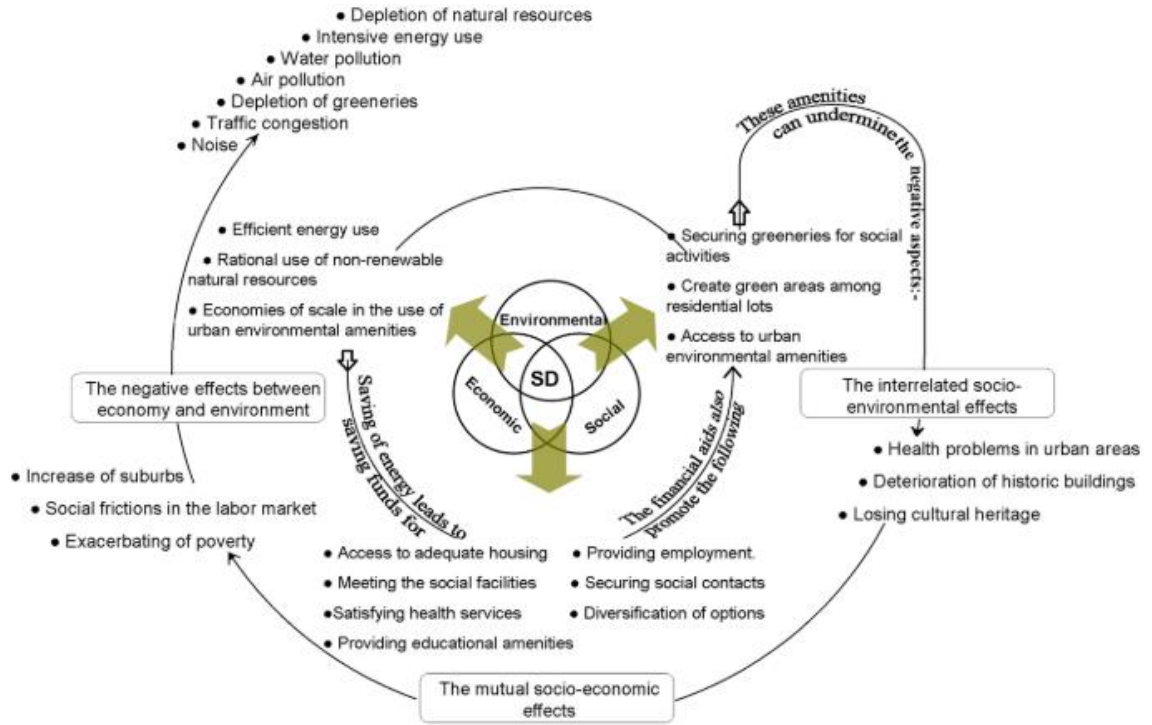 ● Depletion of natural resources
● Intensive energy use
● Water pollution
● Air pollution
● Depletion of greeneries
● Traffic congestion
● Noise
These amenities
can undermine the negative aspects:-
● Efficient energy use
● Rational use of non-renewable
natural resources
● Economies of scale in the use of
urban environmental amenities
● Securing greeneries for social
activities
● Create green areas among
residential lots
● Access to urban
environmental amenities
Environmental
Economic
SD
Social
The negative effects between
economy and environment
The interrelated socio-
environmental effects
Saving of energy leads to
saving funds for
The financial aids also
promote the following
● Increase of suburbs
● Social frictions in the labor market
● Exacerbating of poverty
● Health problems in urban areas
● Deterioration of historic buildings
● Losing cultural heritage
● Access to adequate housing
● Meeting the social facilities
●Satisfying health services
● Providing educational amenities
● Providing employment.
● Securing social contacts
● Diversification of options
The mutual socio-economic
effects